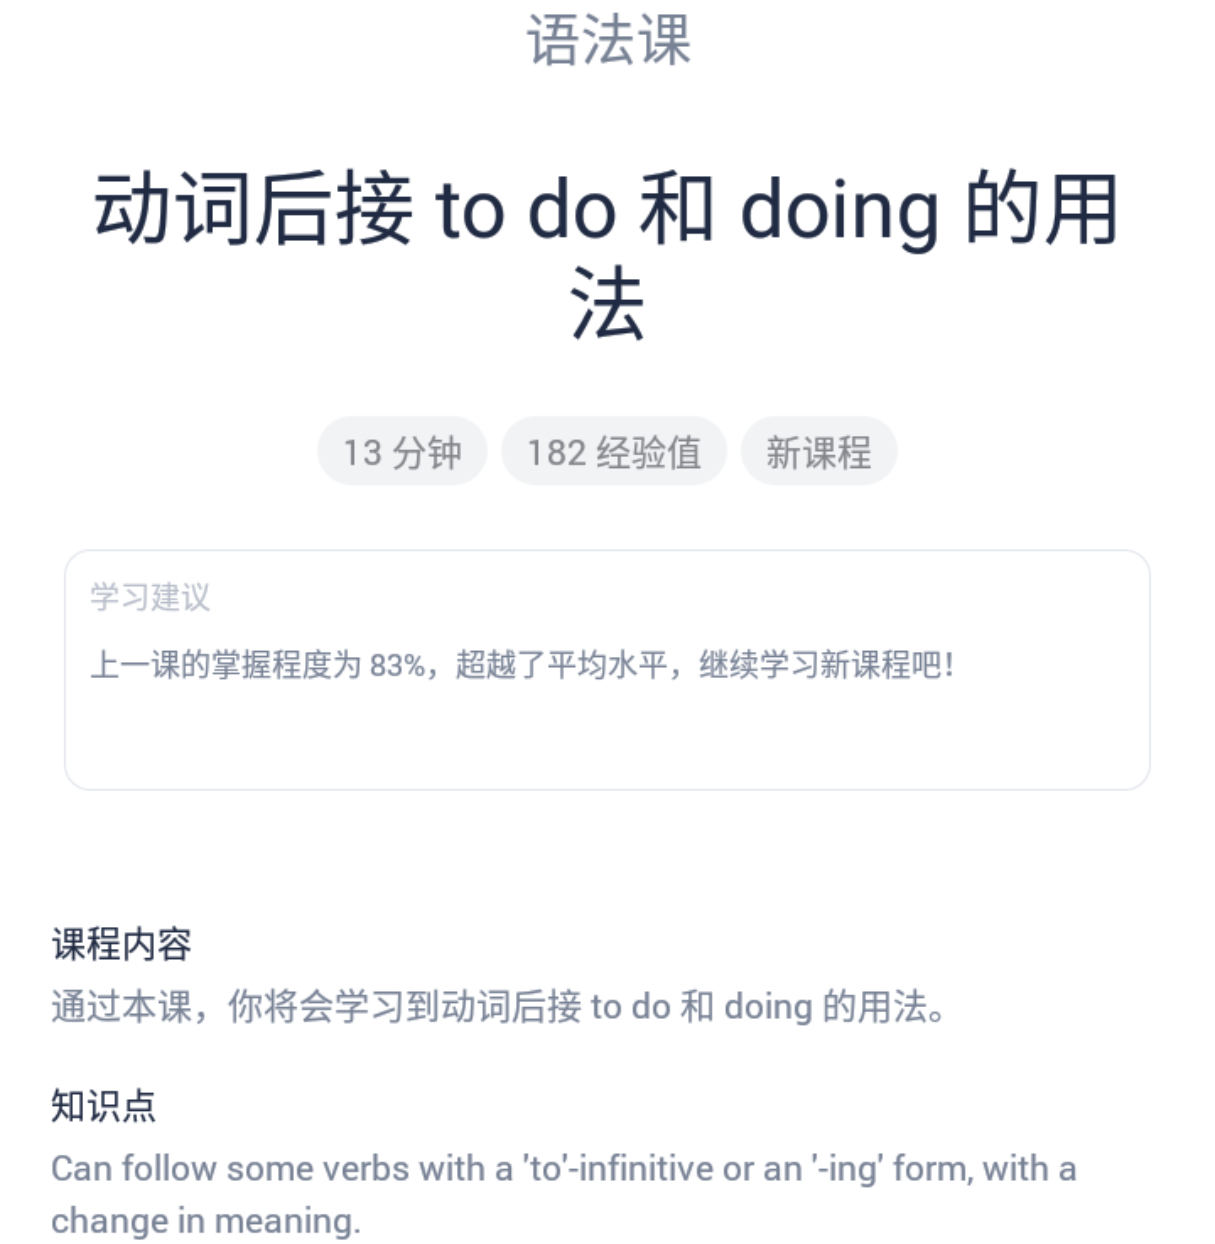 语法课
动词后接 to do 和 doing 的用
法
13 分钟
182 经验值
新课程
学习建议
上一课的掌握程度为 83%，超越了平均水平，继续学习新课程吧！
课程内容
通过本课，你将会学习到动词后接 to do 和 doing 的用法。
知识点
Can follow some verbs with a 'to'-infinitive or an '-ing' form, with a
change in meaning.